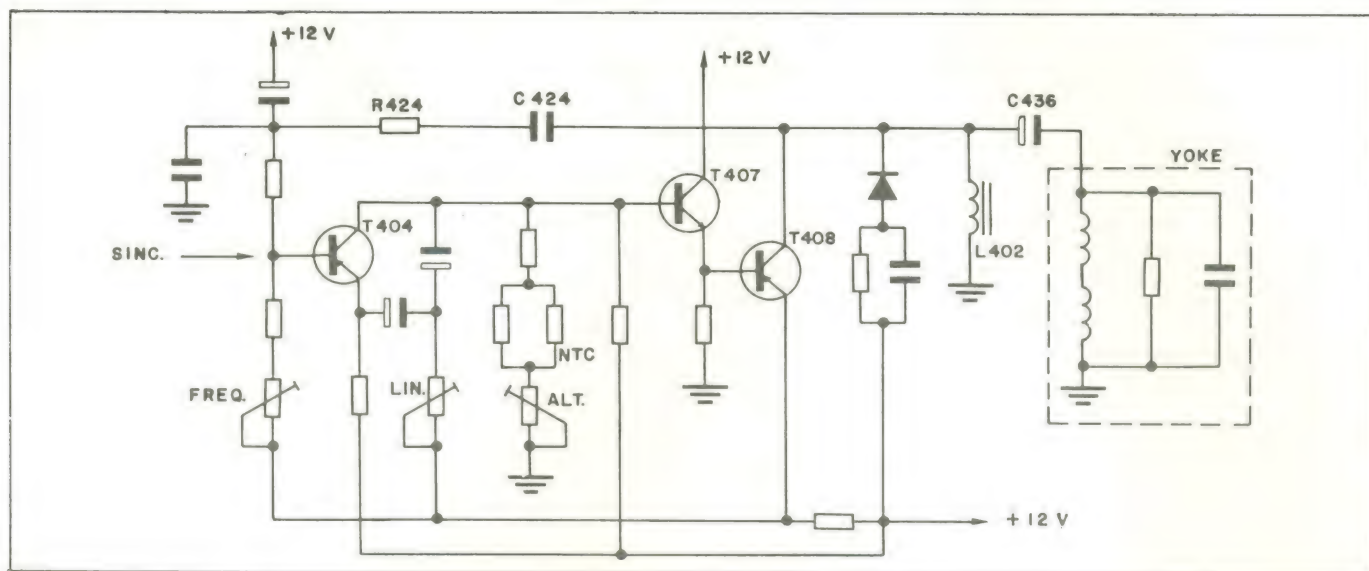 +12 V
+12 V
R424
C 424
C436
YOKE
T407
T404
SINC.
T408
L402
NTC
FREQ.
LIN.
ALT.
+12 V